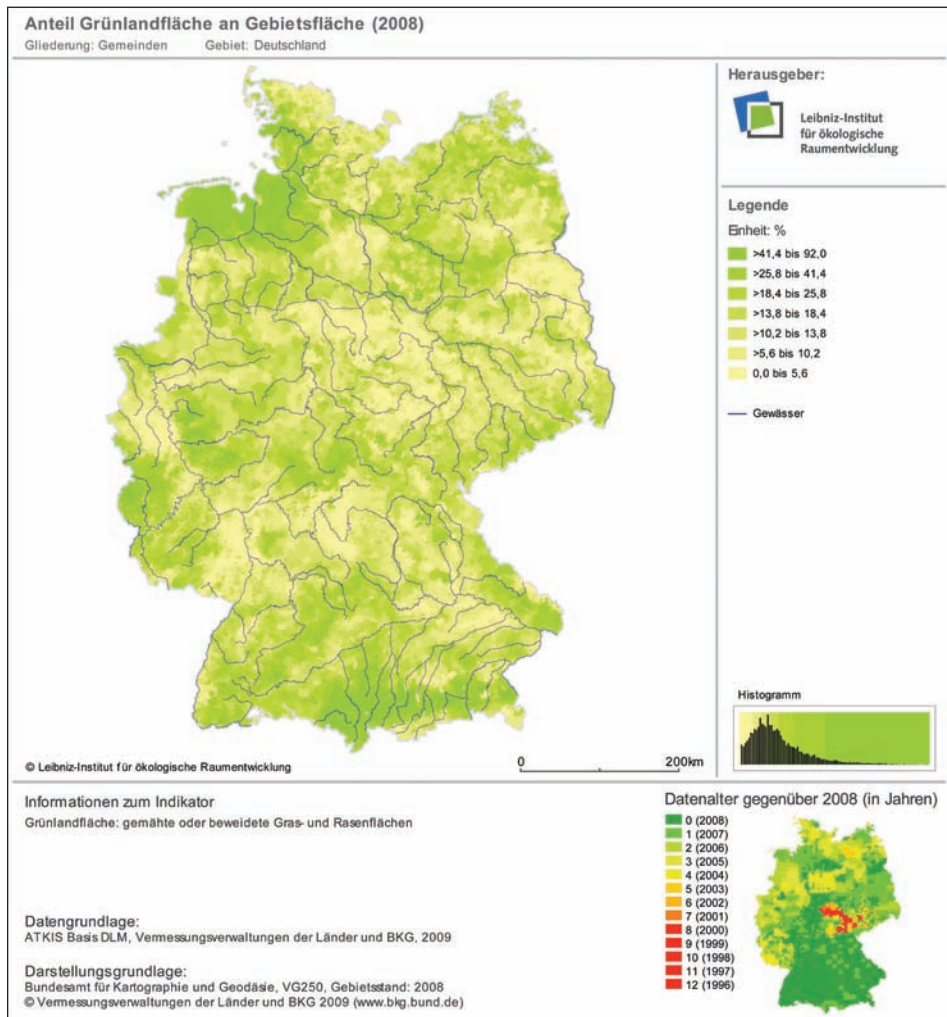 Anteil Grünlandfläche an Gebietsfläche (2008)
Gliederung: Gemeinden Gebiet: Deutschland
Herausgeber:
Leibniz-Institut
für ökologische
Raumentwicklung
Legende
Einheit: %
>41,4 bis 92,0
>25,8 bis 41,4
>18,4 bis 25,8
>13,8 bis 18,4
>10,2 bis 13,8
>5,6 bis 10,2
0,0 bis 5,6
Gewässer
Histogramm
© Leibniz-Institut für ökologische Raumentwicklung
0 200km
Informationen zum Indikator
Grünlandfläche: gemähte oder beweidete Gras- und Rasenflächen
Datengrundlage:
ATKIS Basis DLM, Vermessungsverwaltungen der Länder und BKG, 2009
Darstellungsgrundlage:
Bundesamt für Kartographie und Geodäsie, VG250, Gebietsstand: 2008
© Vermessungsverwaltungen der Länder und BKG 2009 (www.bkg.bund.de)
Datenalter gegenüber 2008 (in Jahren)
0 (2008)
1 (2007)
2 (2006)
3 (2005)
4 (2004)
5 (2003)
6 (2002)
7 (2001)
8 (2000)
9 (1999)
10 (1998)
11 (1997)
12 (1996)